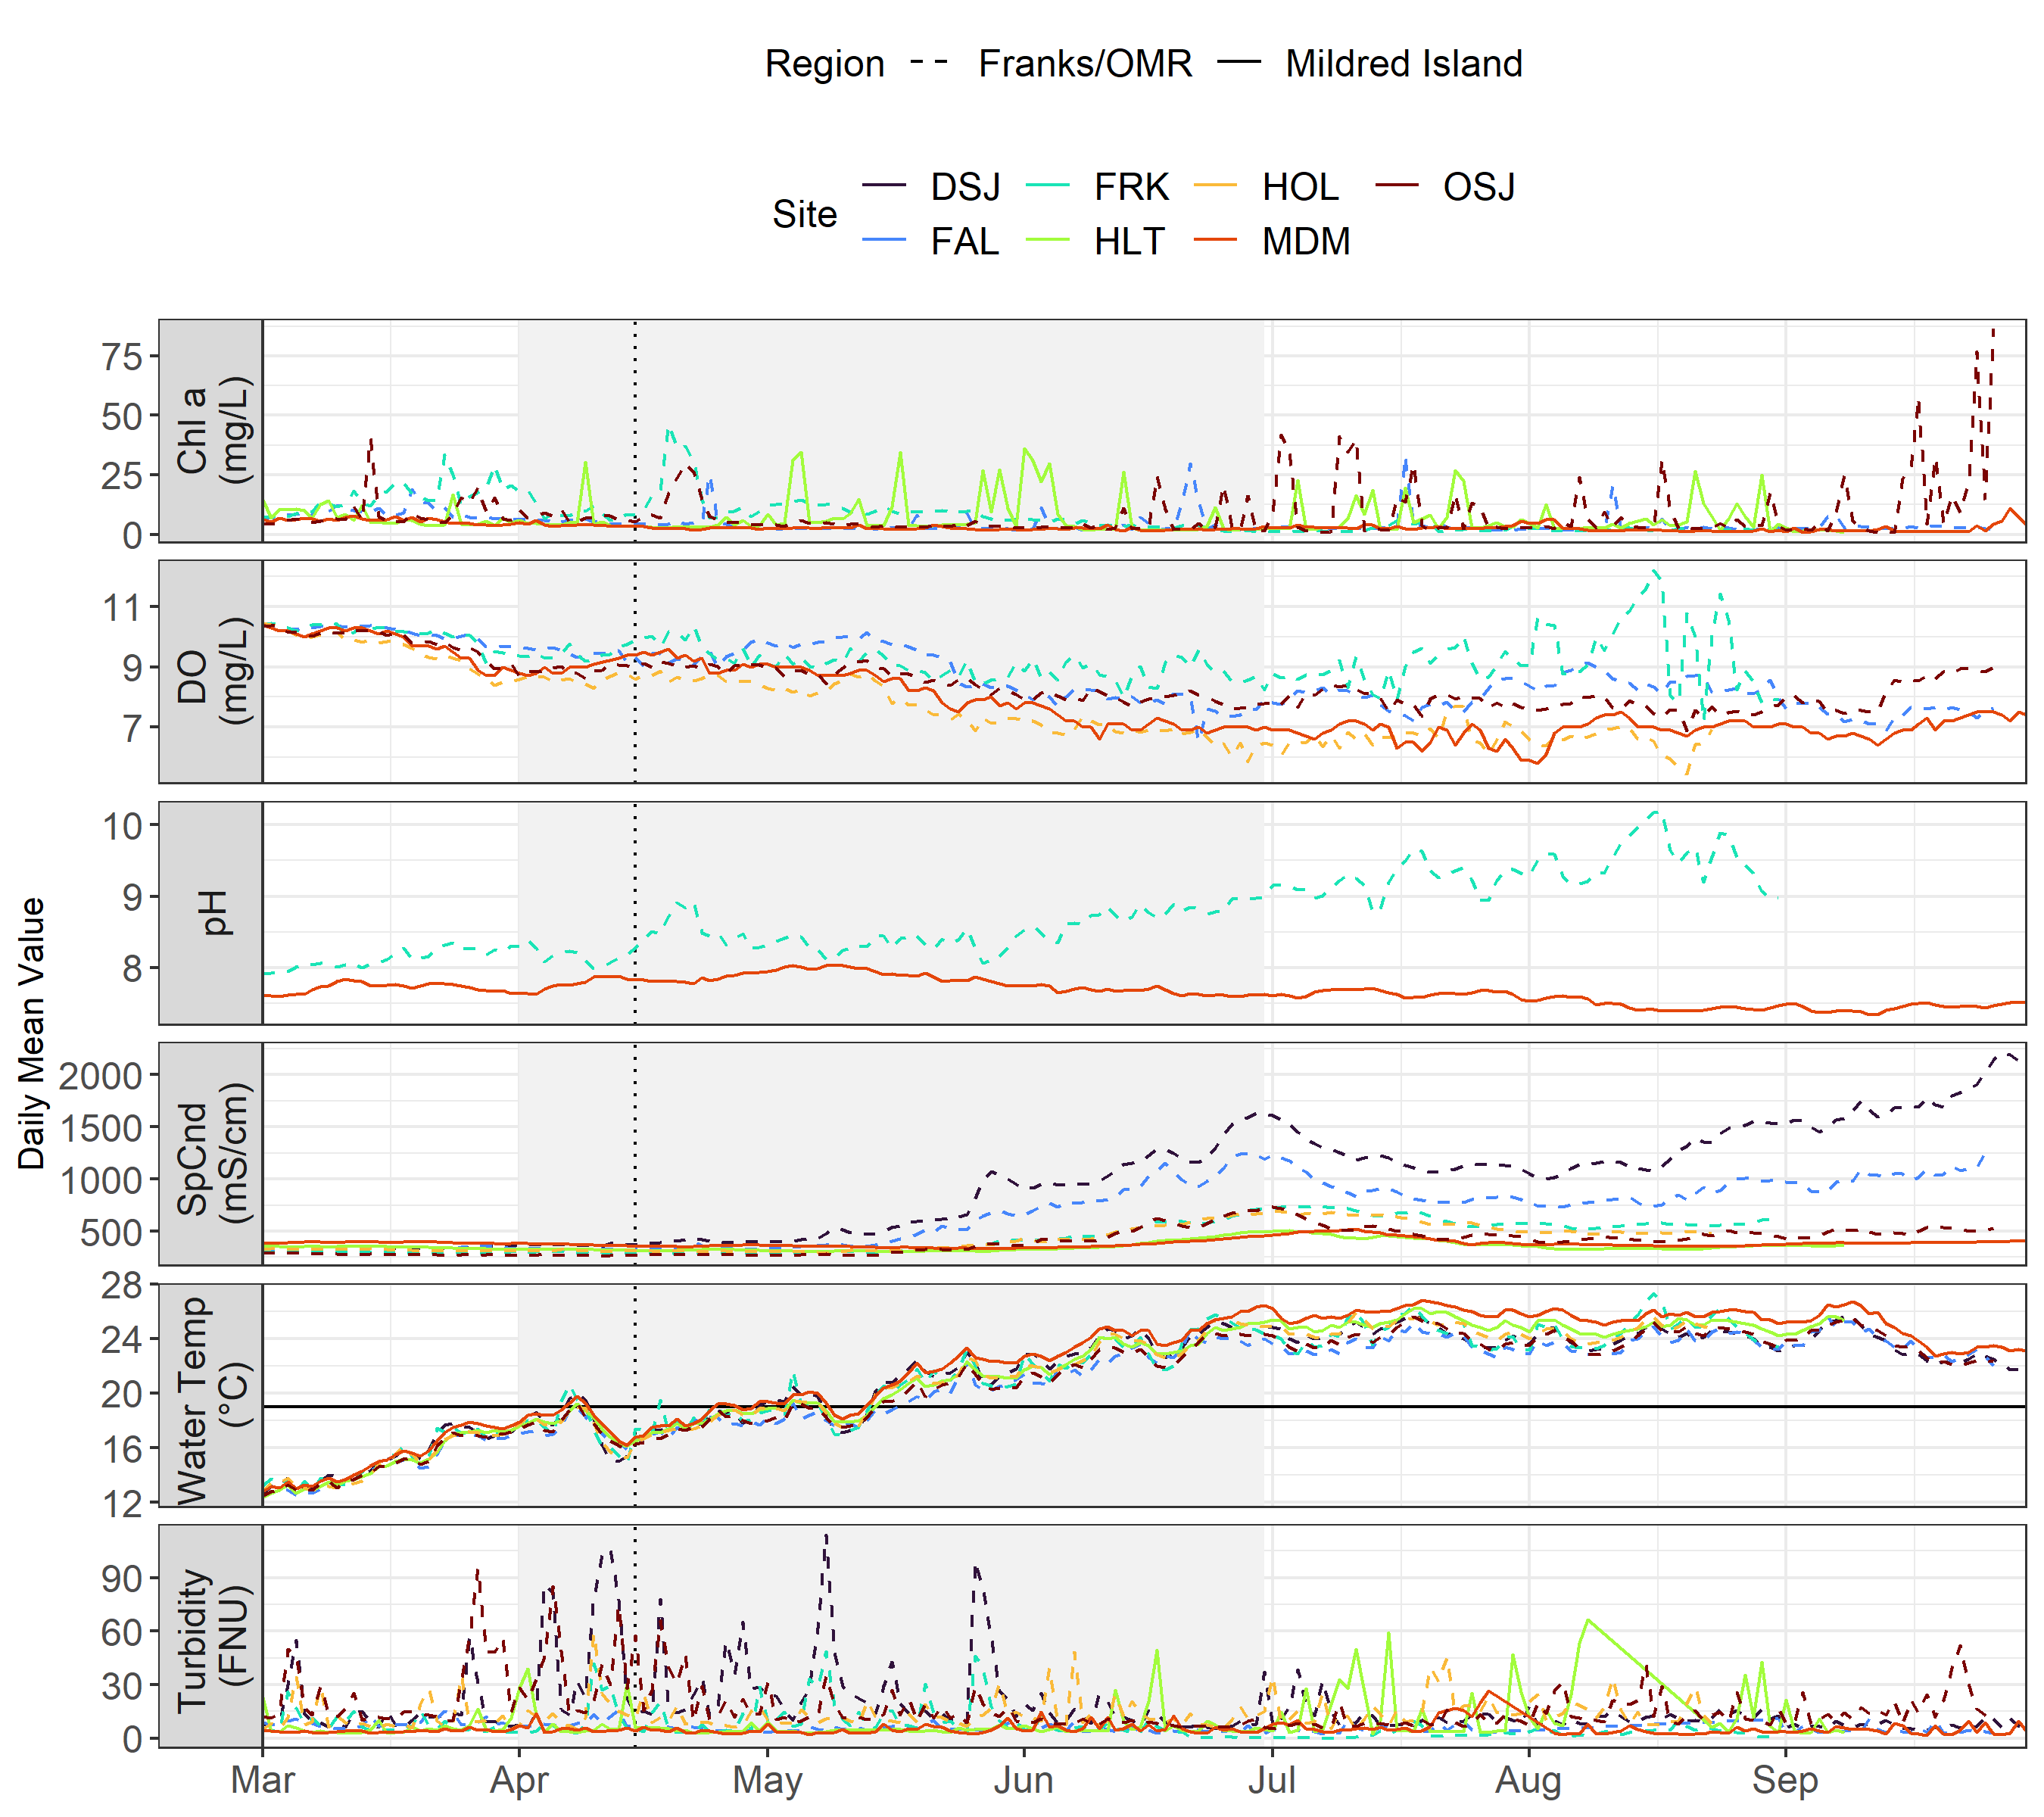 Region Franks/OMR Mildred Island
Site DSJ FRK HOL OSJ
FAL HLT MDM
Daily Mean Value
Chl a
(mg/L)
75
50
25
0
DO
(mg/L)
11
9
7
pH
10
9
8
SpCnd
(mS/cm)
2000
1500
1000
500
Water Temp
(°C)
28
24
20
16
12
Turbidity
(FNU)
90
60
30
0
Mar Apr May Jun Jul Aug Sep